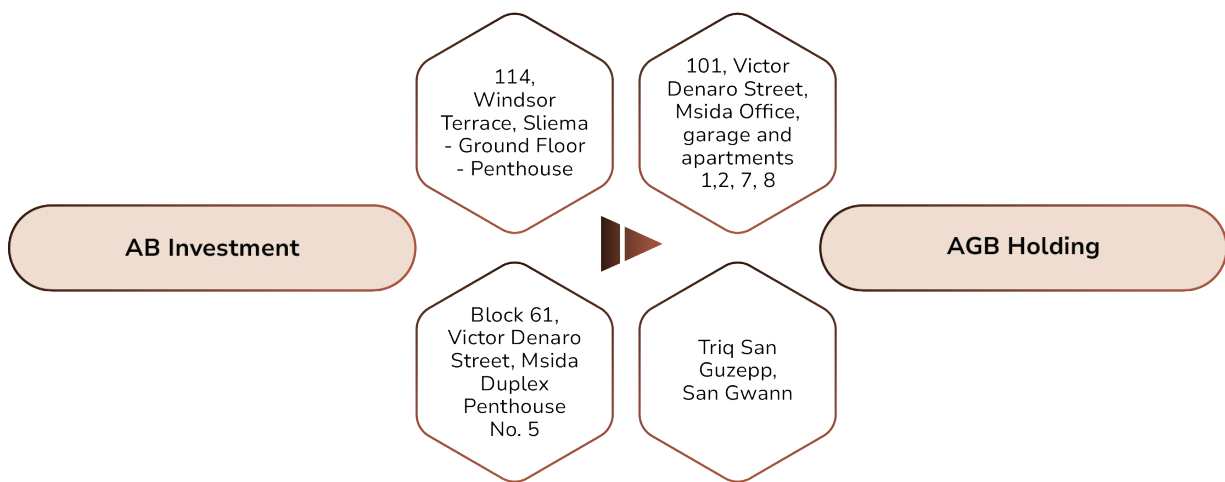 AB Investment
114,
Windsor
Terrace, Sliema
- Ground Floor
- Penthouse
101, Victor
Denaro Street,
Msida Office,
garage and
apartments
1,2, 7, 8
Block 61,
Victor Denaro
Street, Msida
Duplex
Penthouse
No. 5
Triq San
Guzepp,
San Gwann
AGB Holding